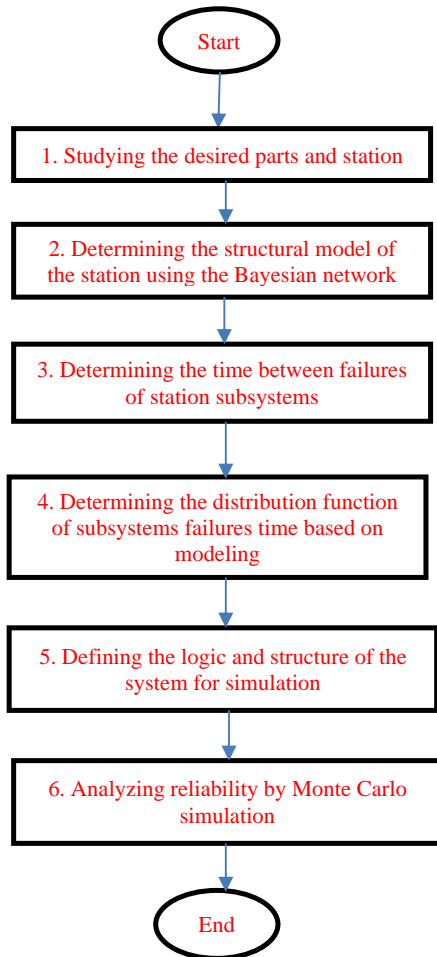 Start
1. Studying the desired parts and station
2. Determining the structural model of
the station using the Bayesian network
3. Determining the time between failures
of station subsystems
4. Determining the distribution function
of subsystems failures time based on
modeling
5. Defining the logic and structure of the
system for simulation
6. Analyzing reliability by Monte Carlo
simulation
End